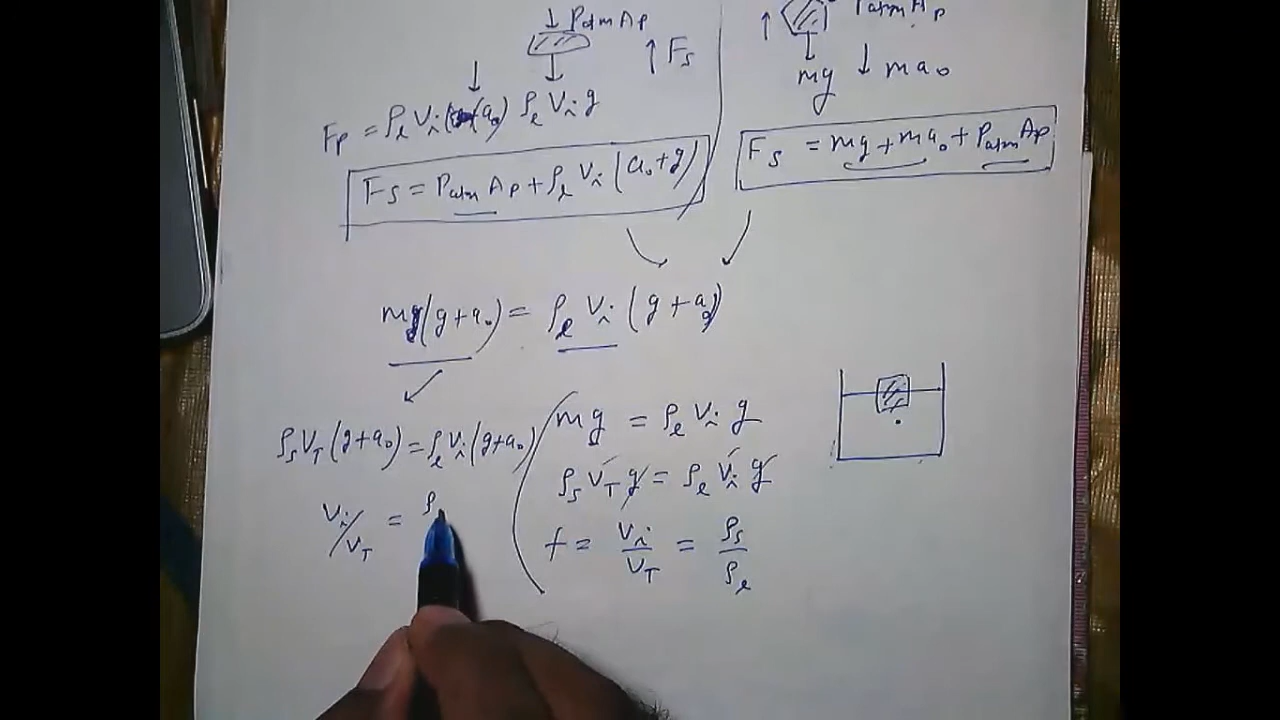 ↓ Patm Ap
↑ Fs
Patm Ap
↑
mg ↓ ma₀
Fp = ρₗ Vᵢ (a₀) ρₗ Vᵢ g
Fs = Patm Ap + ρₗ Vᵢ (a₀+g)
Fs = mg + ma₀ + Patm Ap
m(g+a₀) = ρₗ Vᵢ (g+a₀)
ρs VT (g+a₀) = ρₗ Vᵢ (g+a₀)
Vᵢ/VT = ρ
mg = ρₗ Vᵢ g
ρs VT g = ρₗ Vᵢ g
f = Vᵢ/VT = ρs/ρₗ